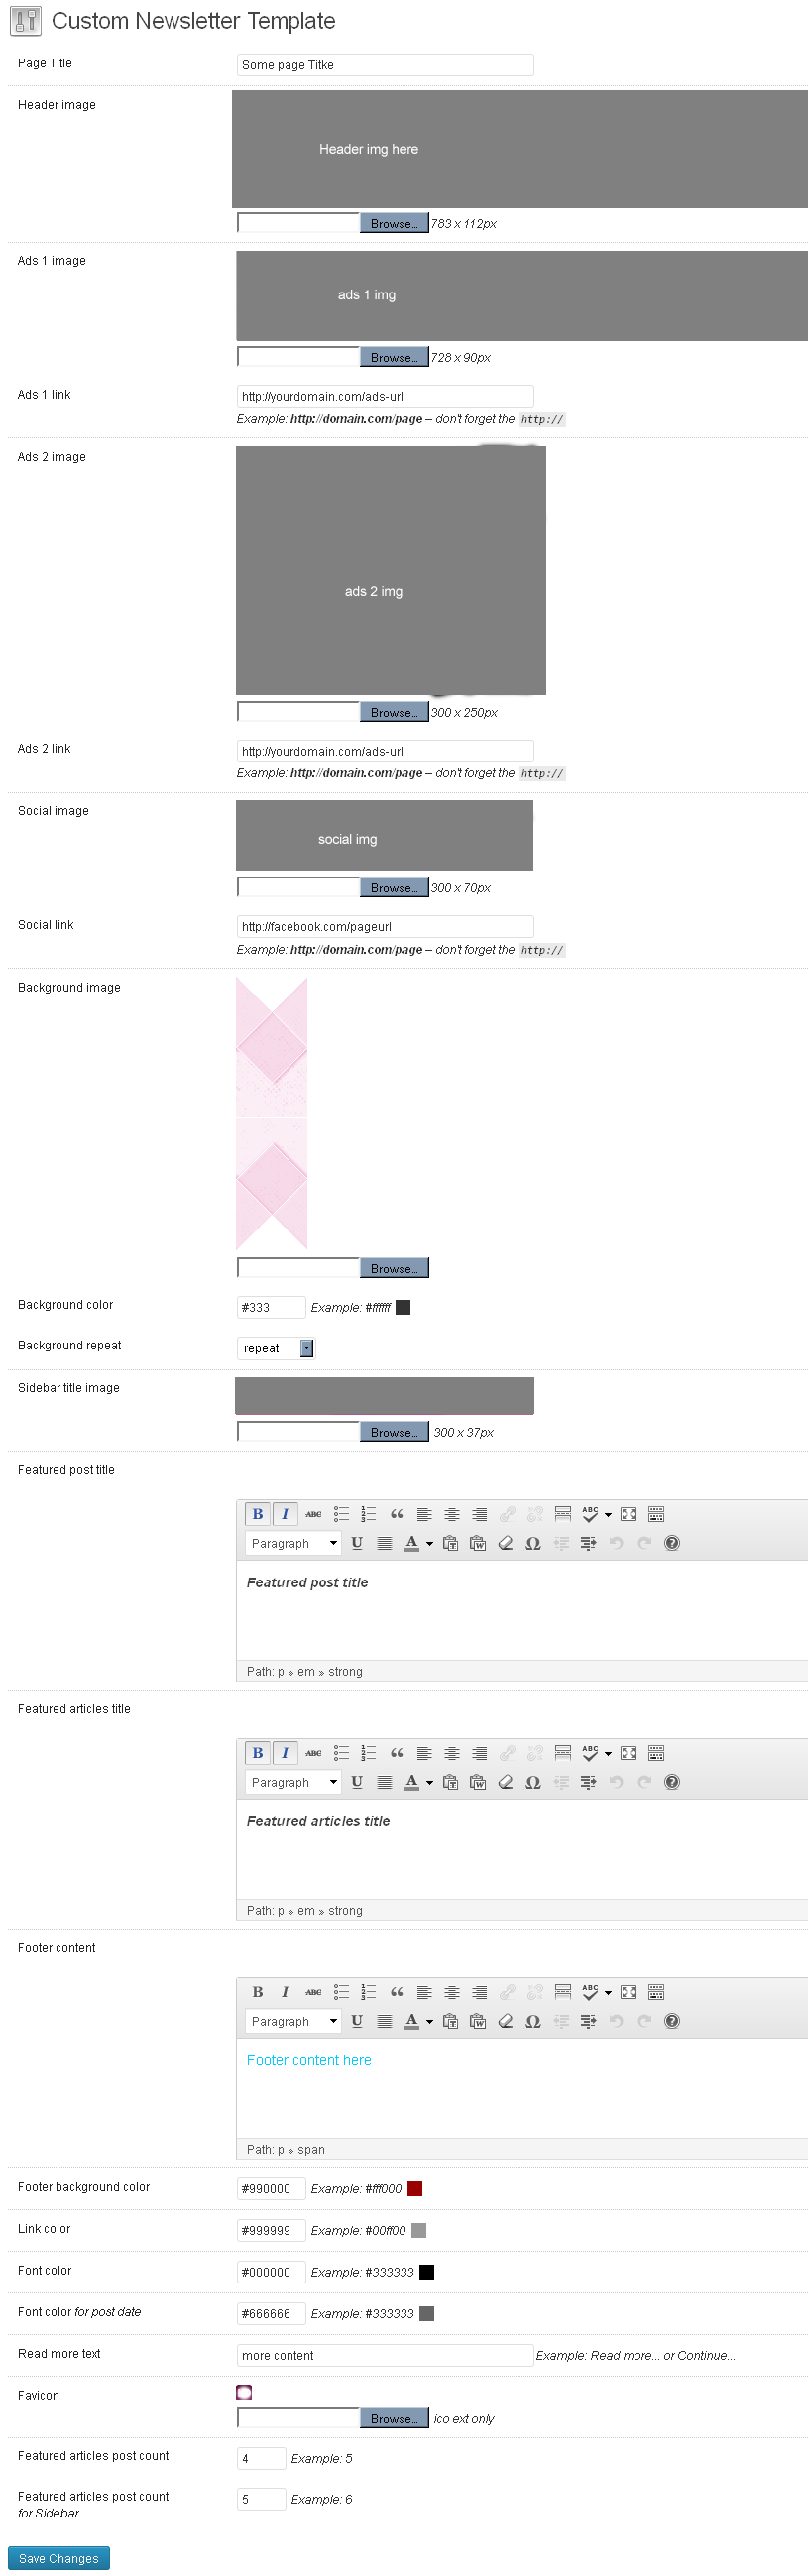 Custom Newsletter Template
Page Title
Some page Titke
Header image
Header img here
Browse... 783 x 112px
Ads 1 image
ads 1 img
Browse... 728 x 90px
Ads 1 link
http://yourdomain.com/ads-url
Example: http://domain.com/page – don't forget the http://
Ads 2 image
ads 2 img
Browse... 300 x 250px
Ads 2 link
http://yourdomain.com/ads-url
Example: http://domain.com/page – don't forget the http://
Social image
social img
Browse... 300 x 70px
Social link
http://facebook.com/pageurl
Example: http://domain.com/page – don't forget the http://
Background image
Browse...
Background color
#333 Example: #ffffff
Background repeat
repeat
Sidebar title image
Browse... 300 x 37px
Featured post title
B I ABC ABC
Paragraph U A Ω
Featured post title
Path: p » em » strong
Featured articles title
B I ABC ABC
Paragraph U A Ω
Featured articles title
Path: p » em » strong
Footer content
B I ABC ABC
Paragraph U A Ω
Footer content here
Path: p » span
Footer background color
#990000 Example: #fff000
Link color
#999999 Example: #00ff00
Font color
#000000 Example: #333333
Font color for post date
#666666 Example: #333333
Read more text
more content Example: Read more... or Continue...
Favicon
Browse... ico ext only
Featured articles post count
4 Example: 5
Featured articles post count
for Sidebar
5 Example: 6
Save Changes